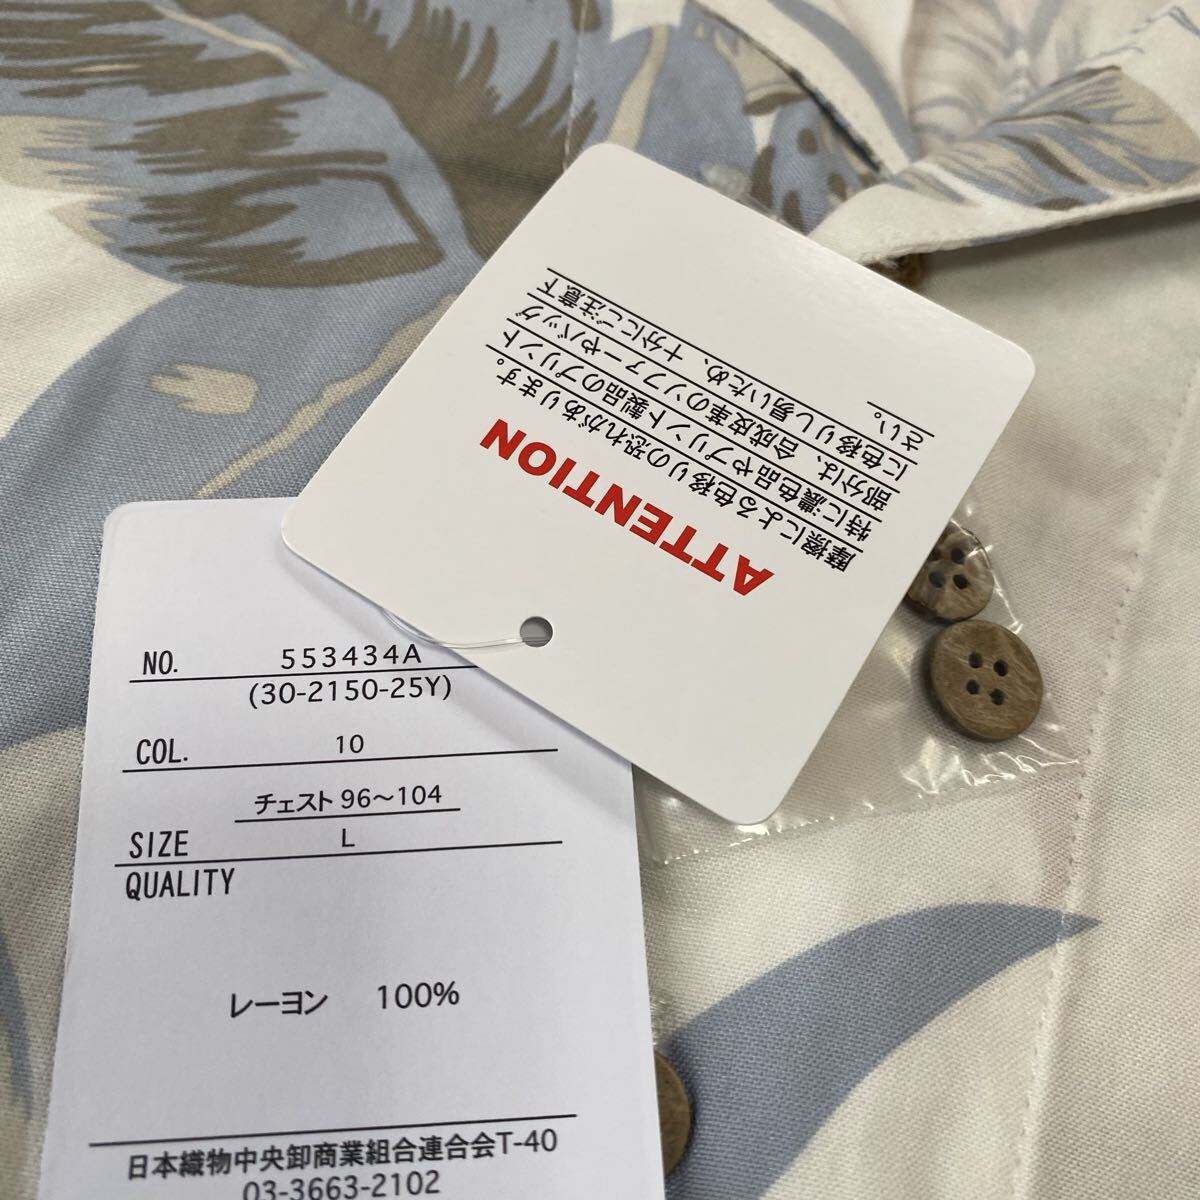 ATTENTION
摩擦による色移りの恐れがあります。
特に濃色品やプリント製品のプリント
部分は、合成皮革のソファーやバッグ
に色移りし易いため、十分にご注意下
さい。
NO. 553434A
(30-2150-25Y)
COL. 10
チェスト 96～104
SIZE L
QUALITY
レーヨン 100%
日本織物中央卸商業組合連合会T-40
03-3663-2102